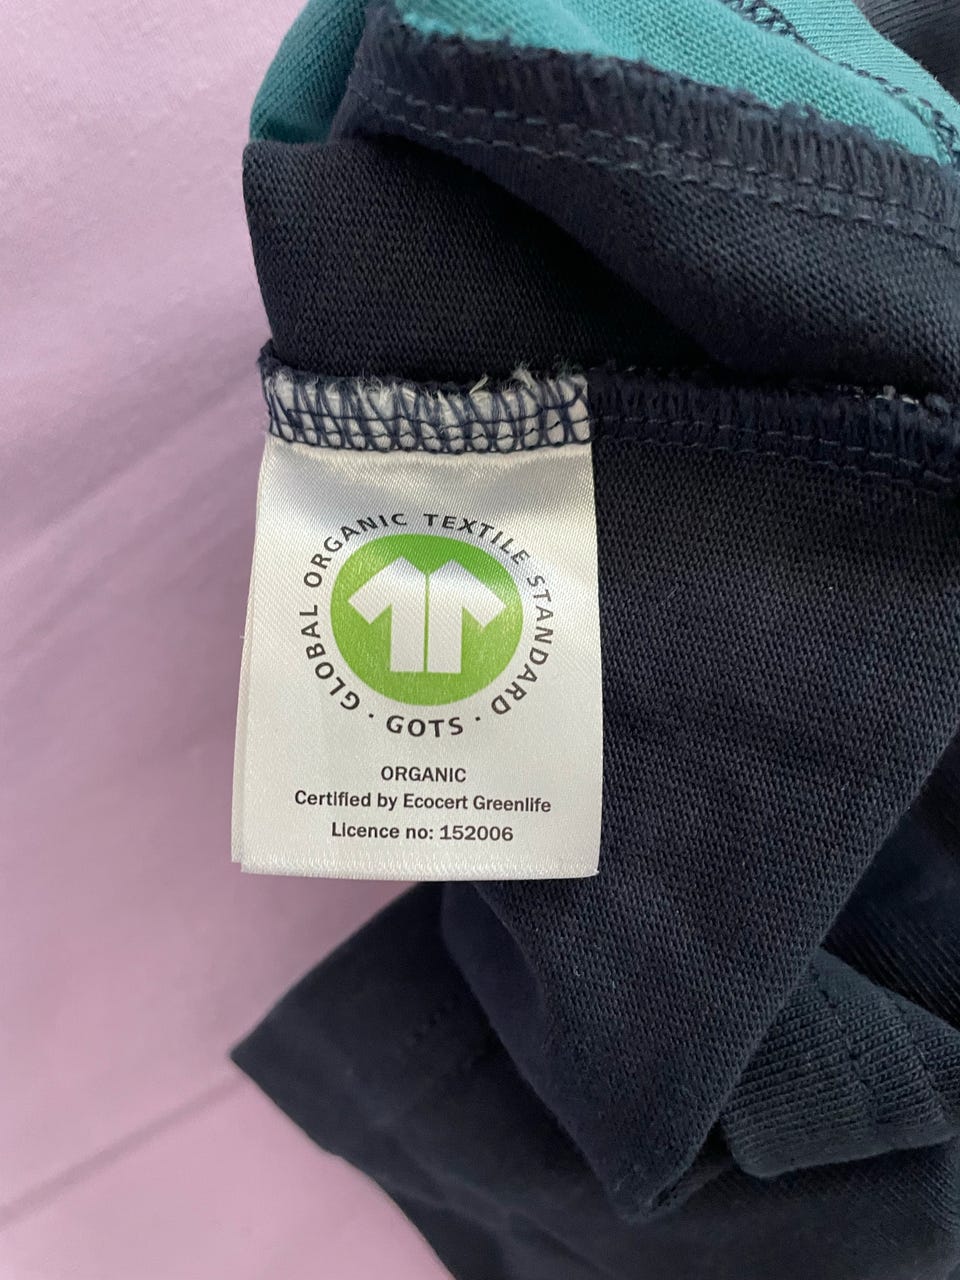 GLOBAL ORGANIC TEXTILE STANDARD · GOTS ·
ORGANIC
Certified by Ecocert Greenlife
Licence no: 152006